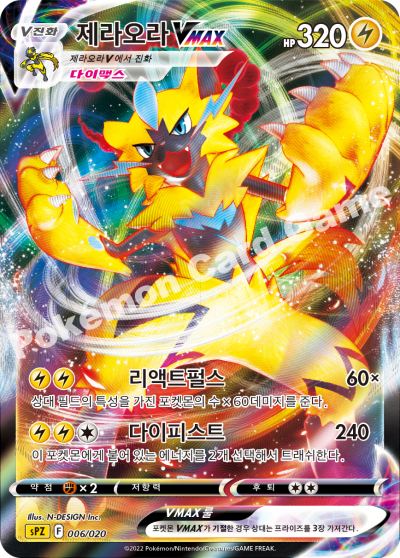 V진화
제라오라 VMAX
HP 320
제라오라V에서 진화
다이맥스
Pokémon Card Game
리액트펄스 60×
상대 필드의 특성을 가진 포켓몬의 수×60데미지를 준다.
다이피스트 240
이 포켓몬에게 붙어 있는 에너지를 2개 선택해서 트래쉬한다.
약점 ×2 저항력 후퇴
Illus. N-DESIGN Inc.
VMAX 룰
sPZ F 006/020
포켓몬VMAX가 기절한 경우 상대는 프라이즈를 3장 가져간다.
©2022 Pokémon/Nintendo/Creatures/GAME FREAK.